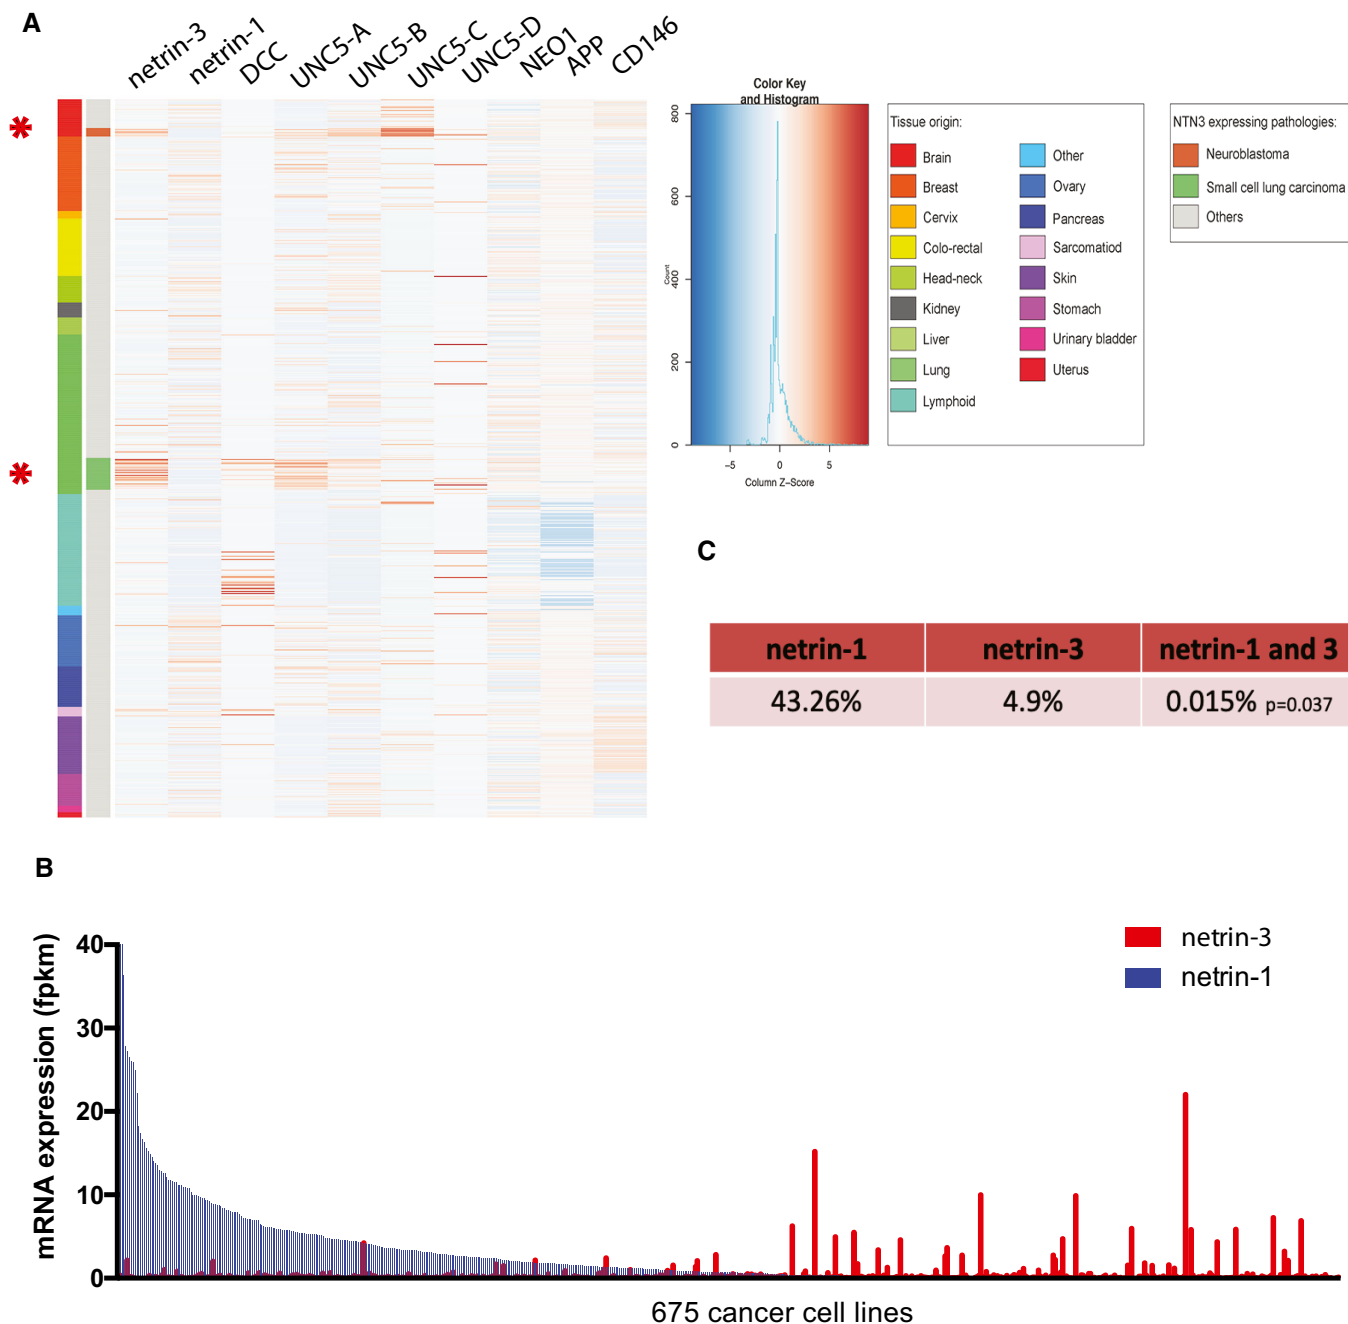 A
netrin-3
netrin-1
DCC
UNC5-A
UNC5-B
UNC5-C
UNC5-D
NEO1
APP
CD146
Color Key
and Histogram
Count
0
200
400
600
800
−5
0
5
Column Z−Score
Tissue origin:
Brain
Breast
Cervix
Colo-rectal
Head-neck
Kidney
Liver
Lung
Lymphoid
Other
Ovary
Pancreas
Sarcomatiod
Skin
Stomach
Urinary bladder
Uterus
NTN3 expressing pathologies:
Neuroblastoma
Small cell lung carcinoma
Others
C
netrin-1 netrin-3 netrin-1 and 3
43.26% 4.9% 0.015% p=0.037
B
mRNA expression (fpkm)
40
30
20
10
0
netrin-3
netrin-1
675 cancer cell lines